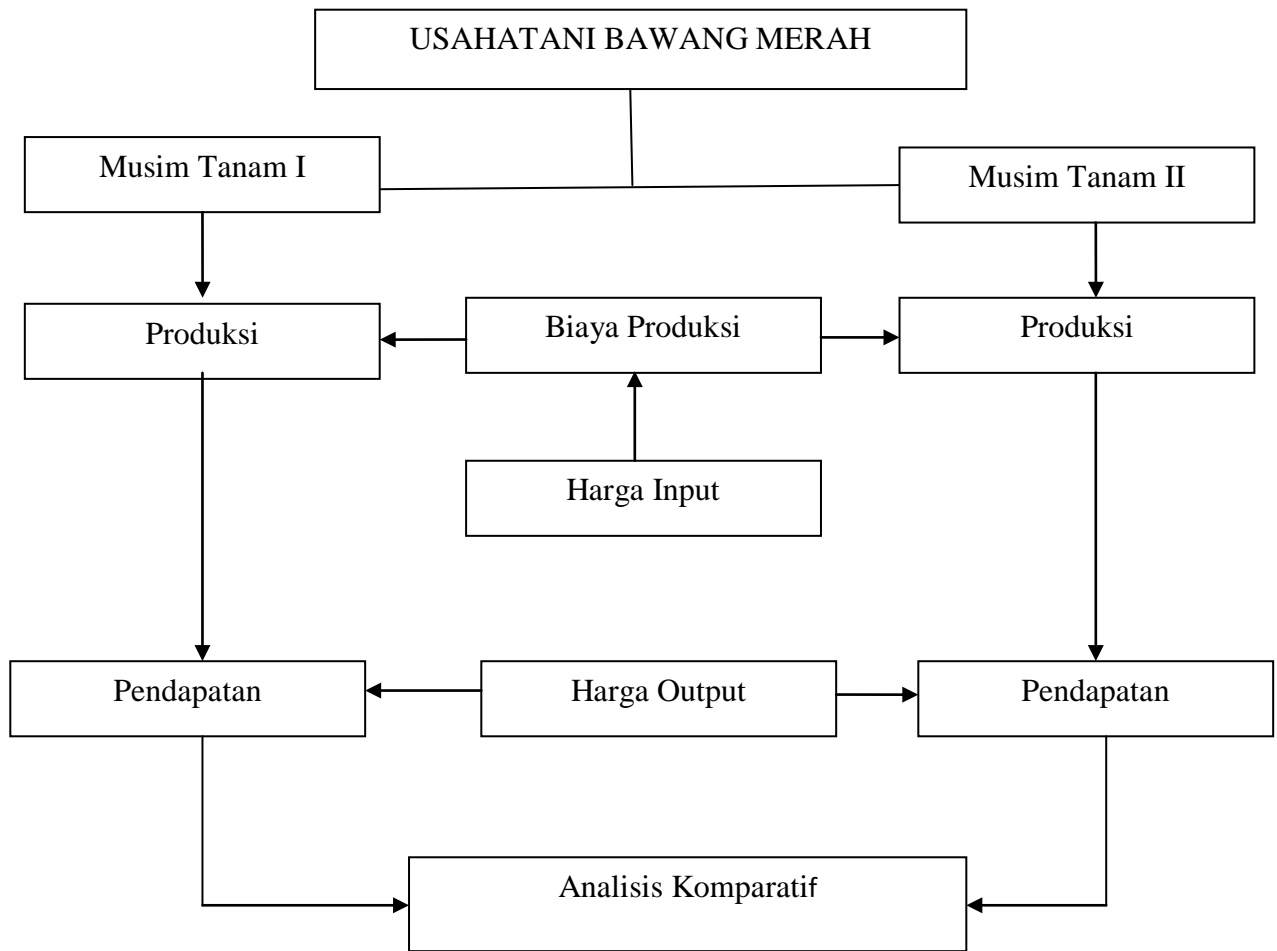 USAHATANI BAWANG MERAH
Musim Tanam I
Musim Tanam II
Produksi
Biaya Produksi
Produksi
Harga Input
Pendapatan
Harga Output
Pendapatan
Analisis Komparatif